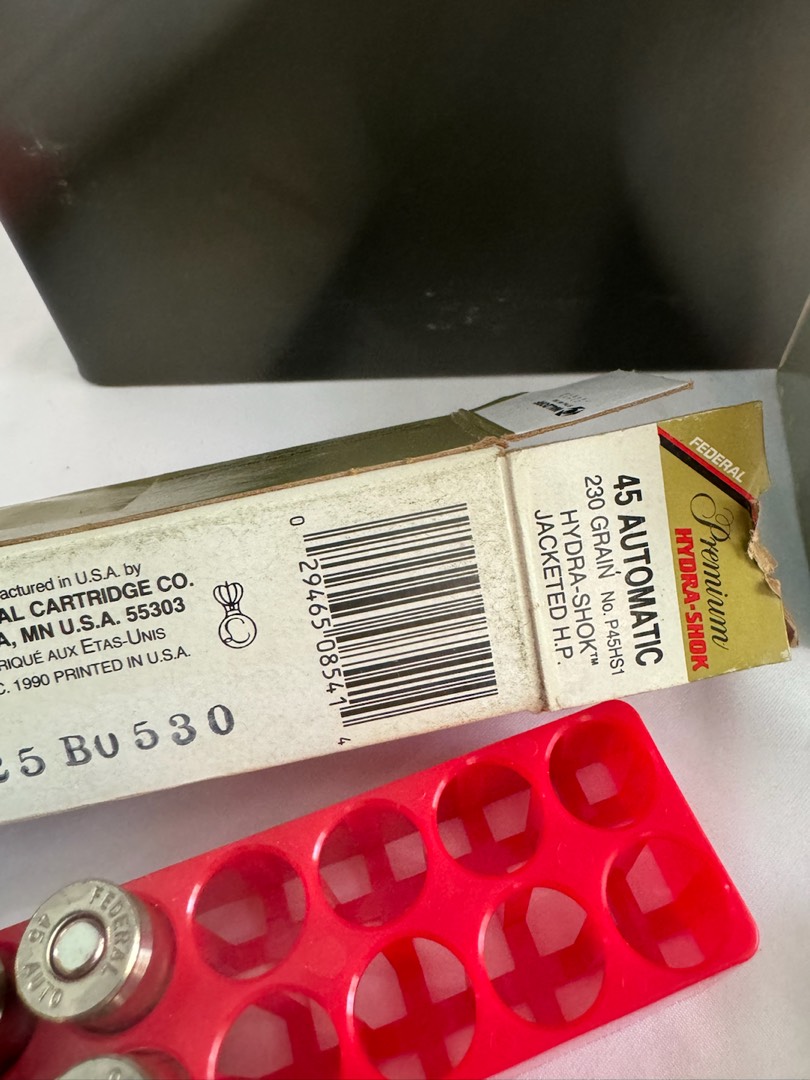 FEDERAL
Premium
HYDRA-SHOK
45 AUTOMATIC
230 GRAIN No. P45HS1
HYDRA-SHOK™
JACKETED H.P.
0 29465 08541 4
actured in U.S.A. by
AL CARTRIDGE CO.
A, MN U.S.A. 55303
RIQUÉ AUX ETAS-UNIS
C. 1990 PRINTED IN U.S.A.
25 B0530
FEDERAL
45 AUTO